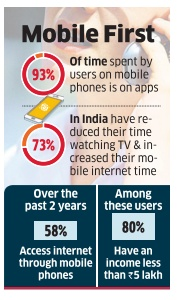 Mobile First
93%
Of time spent by
users on mobile
phones is on apps
73%
In India have re-
duced their time
watching TV & in-
creased their mo-
bile internet time
Over the
past 2 years
58%
Access internet
through mobile
phones
Among
these users
80%
Have an
income less
than ₹5 lakh